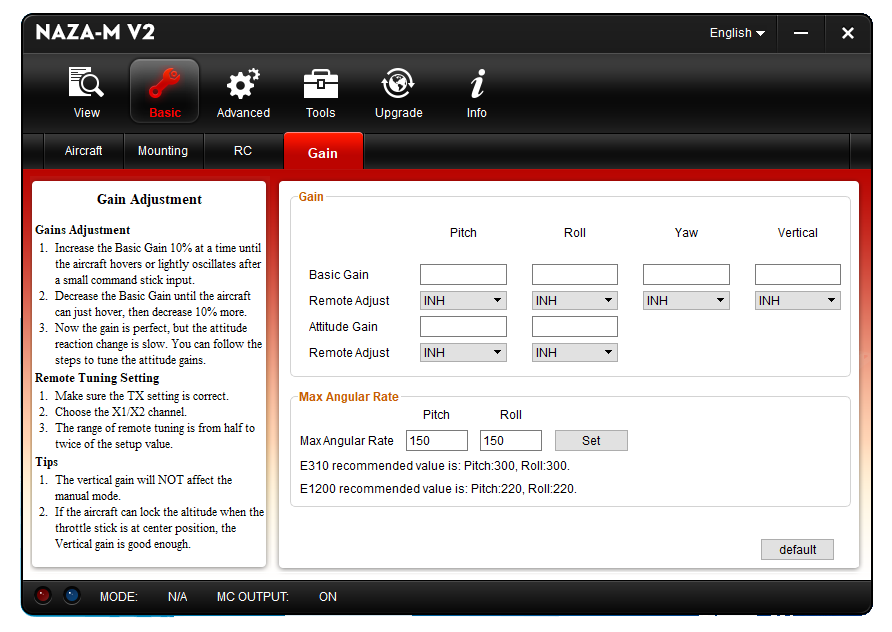 NAZA-M V2
English
View
Basic
Advanced
Tools
Upgrade
Info
Aircraft
Mounting
RC
Gain
Gain Adjustment
Gains Adjustment
1. Increase the Basic Gain 10% at a time until
the aircraft hovers or lightly oscillates after
a small command stick input.
2. Decrease the Basic Gain until the aircraft
can just hover, then decrease 10% more.
3. Now the gain is perfect, but the attitude
reaction change is slow. You can follow the
steps to tune the attitude gains.
Remote Tuning Setting
1. Make sure the TX setting is correct.
2. Choose the X1/X2 channel.
3. The range of remote tuning is from half to
twice of the setup value.
Tips
1. The vertical gain will NOT affect the
manual mode.
2. If the aircraft can lock the altitude when the
throttle stick is at center position, the
Vertical gain is good enough.
Gain
Pitch Roll Yaw Vertical
Basic Gain
Remote Adjust INH INH INH INH
Attitude Gain
Remote Adjust INH INH
Max Angular Rate
Pitch Roll
Max Angular Rate 150 150 Set
E310 recommended value is: Pitch:300, Roll:300.
E1200 recommended value is: Pitch:220, Roll:220.
default
MODE: N/A MC OUTPUT: ON